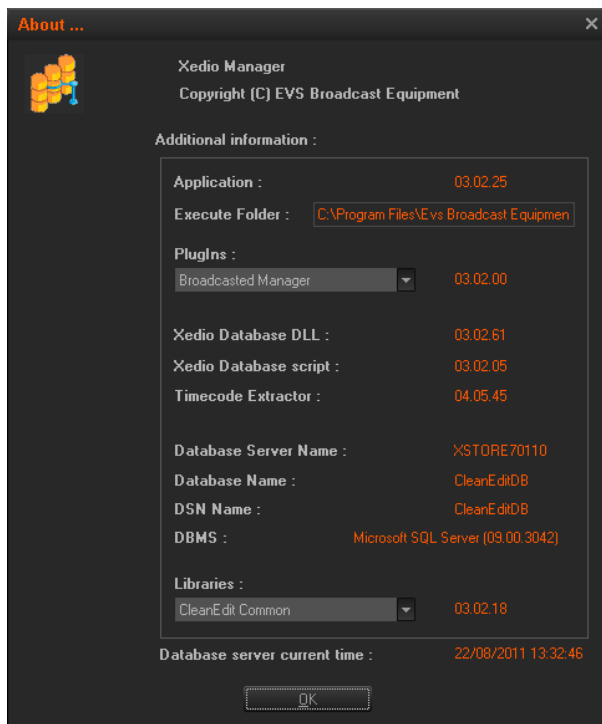 About ...
Xedio Manager
Copyright (C) EVS Broadcast Equipment
Additional information :
Application : 03.02.25
Execute Folder : C:\Program Files\Evs Broadcast Equipmen
PlugIns :
Broadcasted Manager 03.02.00
Xedio Database DLL : 03.02.61
Xedio Database script : 03.02.05
Timecode Extractor : 04.05.45
Database Server Name : XSTORE70110
Database Name : CleanEditDB
DSN Name : CleanEditDB
DBMS : Microsoft SQL Server (09.00.3042)
Libraries :
CleanEdit Common 03.02.18
Database server current time : 22/08/2011 13:32:46
OK